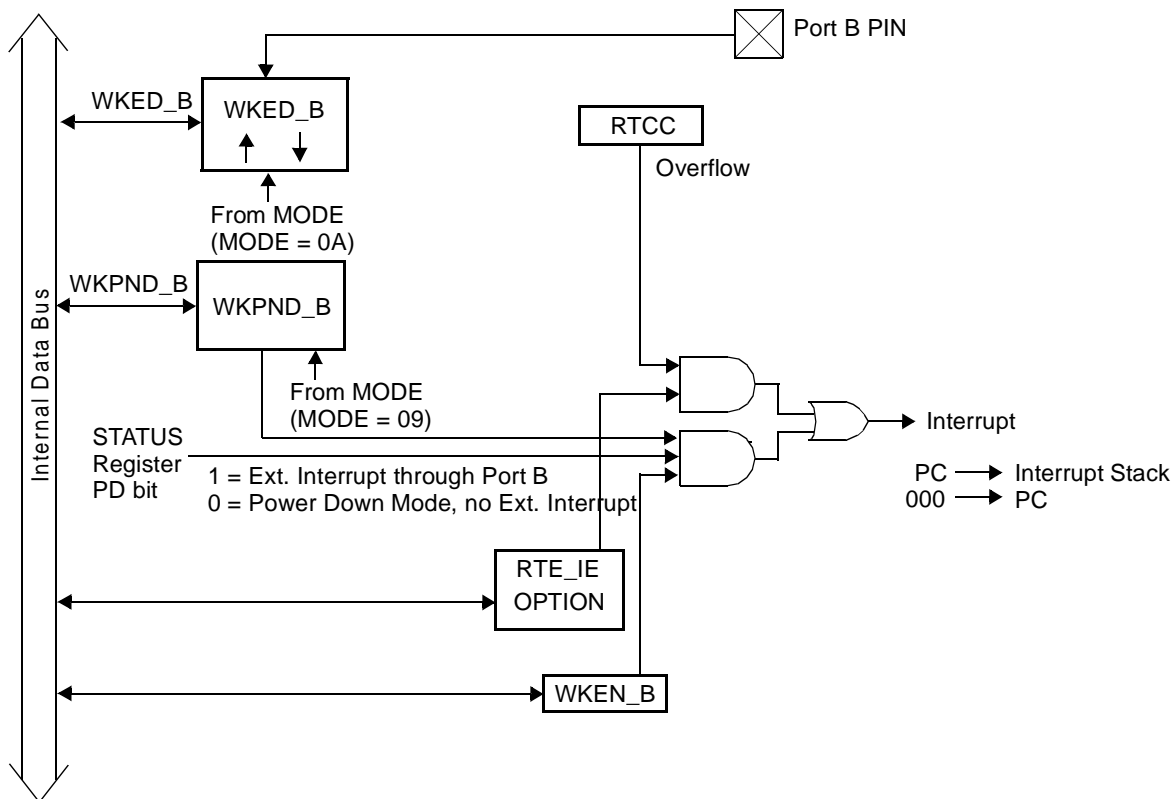 Port B PIN
WKED_B
WKED_B
RTCC
Overflow
From MODE
(MODE = 0A)
WKPND_B
WKPND_B
Internal Data Bus
From MODE
(MODE = 09)
STATUS
Register
PD bit
1 = Ext. Interrupt through Port B
0 = Power Down Mode, no Ext. Interrupt
Interrupt
PC
Interrupt Stack
000
PC
RTE_IE
OPTION
WKEN_B